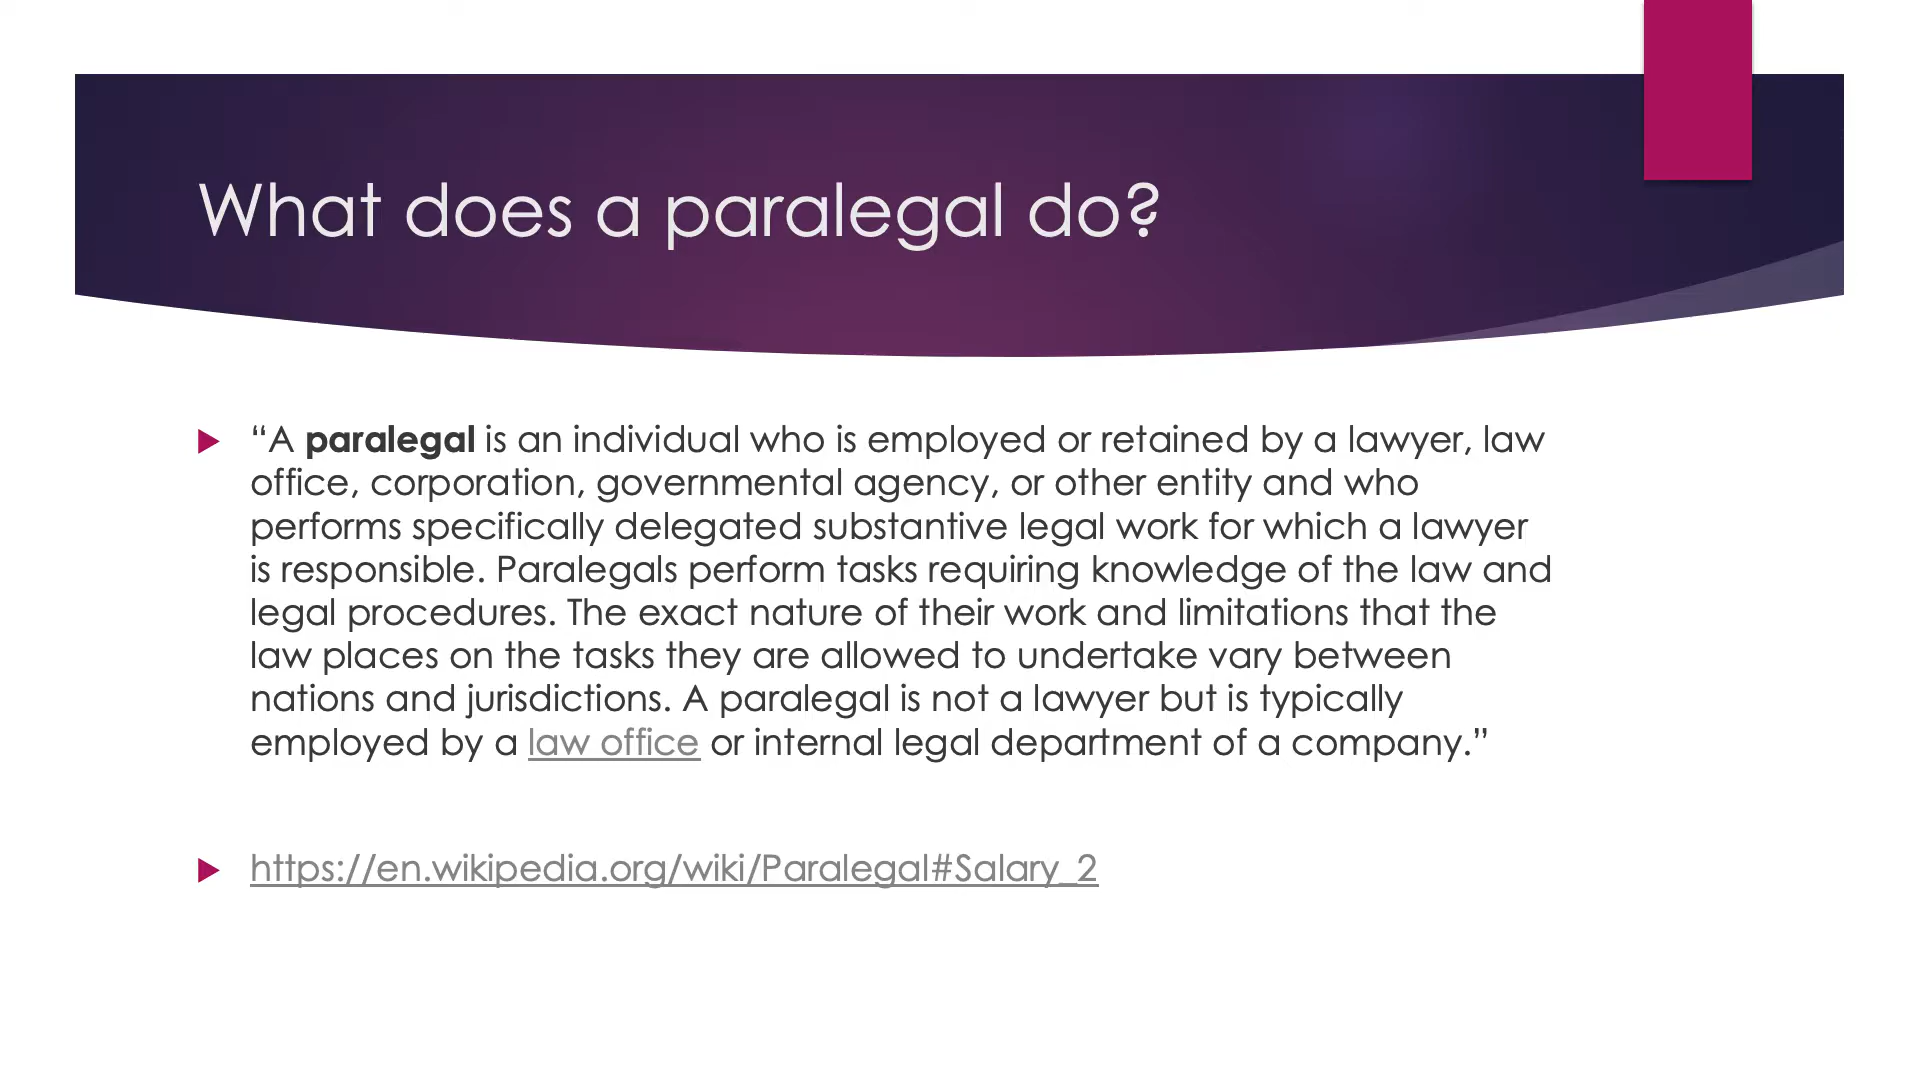 What does a paralegal do?
“A paralegal is an individual who is employed or retained by a lawyer, law
office, corporation, governmental agency, or other entity and who
performs specifically delegated substantive legal work for which a lawyer
is responsible. Paralegals perform tasks requiring knowledge of the law and
legal procedures. The exact nature of their work and limitations that the
law places on the tasks they are allowed to undertake vary between
nations and jurisdictions. A paralegal is not a lawyer but is typically
employed by a law office or internal legal department of a company.”
https://en.wikipedia.org/wiki/Paralegal#Salary_2